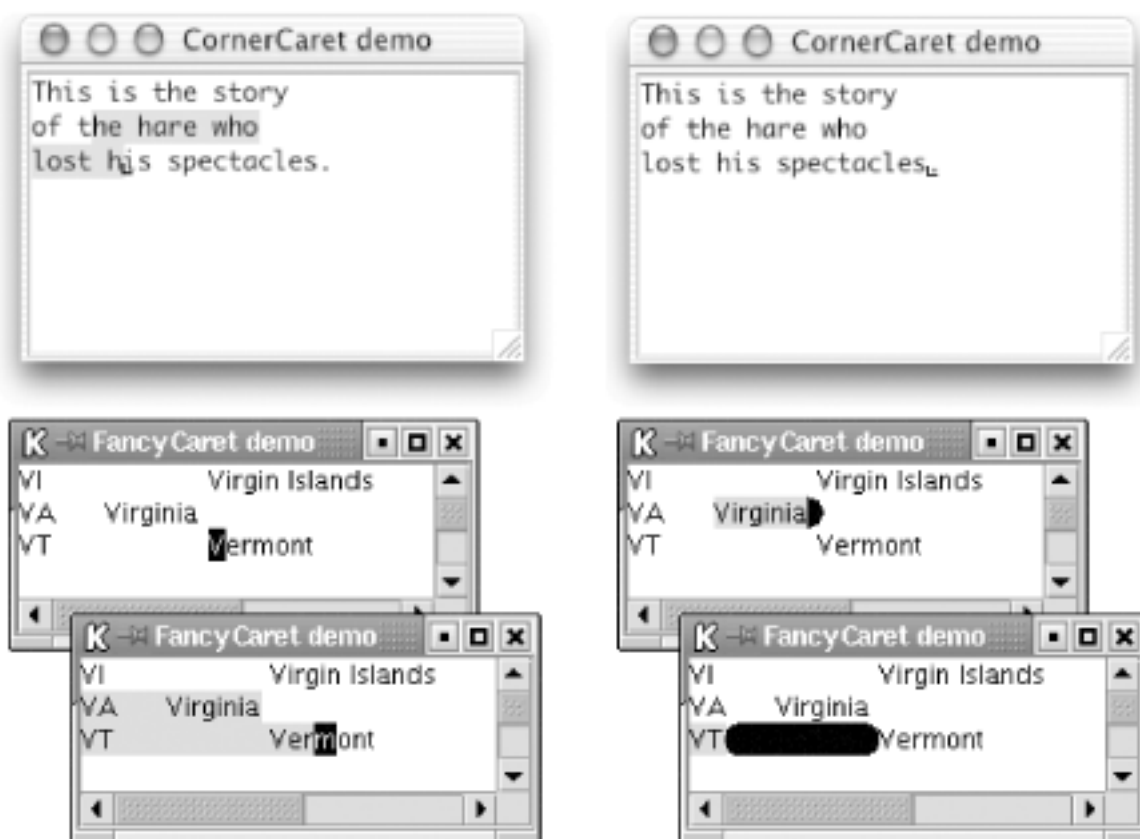 CornerCaret demo
This is the story
of the hare who
lost his spectacles.
CornerCaret demo
This is the story
of the hare who
lost his spectacles.
FancyCaret demo
VI Virgin Islands
VA Virginia
VT Vermont
FancyCaret demo
VI Virgin Islands
VA Virginia
VT Vermont
FancyCaret demo
VI Virgin Islands
VA Virginia
VT Vermont
FancyCaret demo
VI Virgin Islands
VA Virginia
VT Vermont